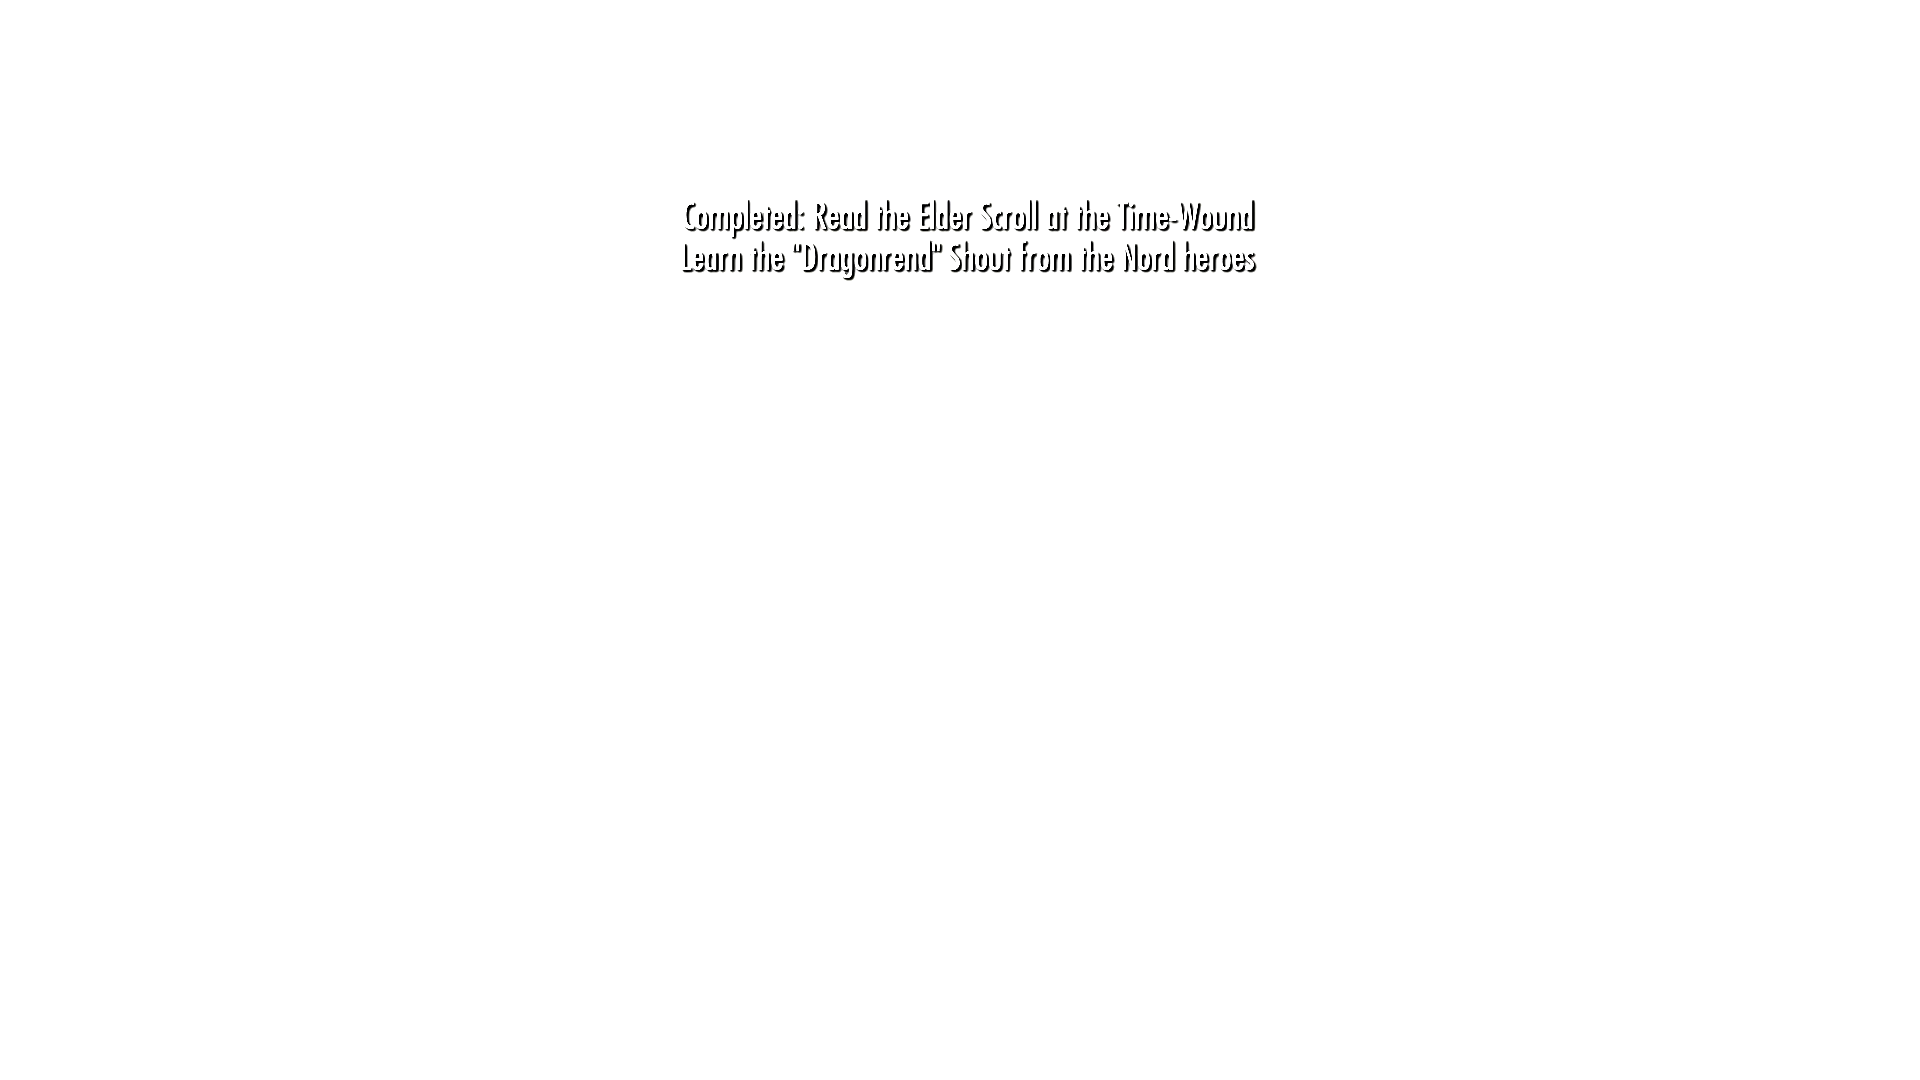 Completed: Read the Elder Scroll at the Time-Wound
Learn the "Dragonrend" Shout from the Nord heroes